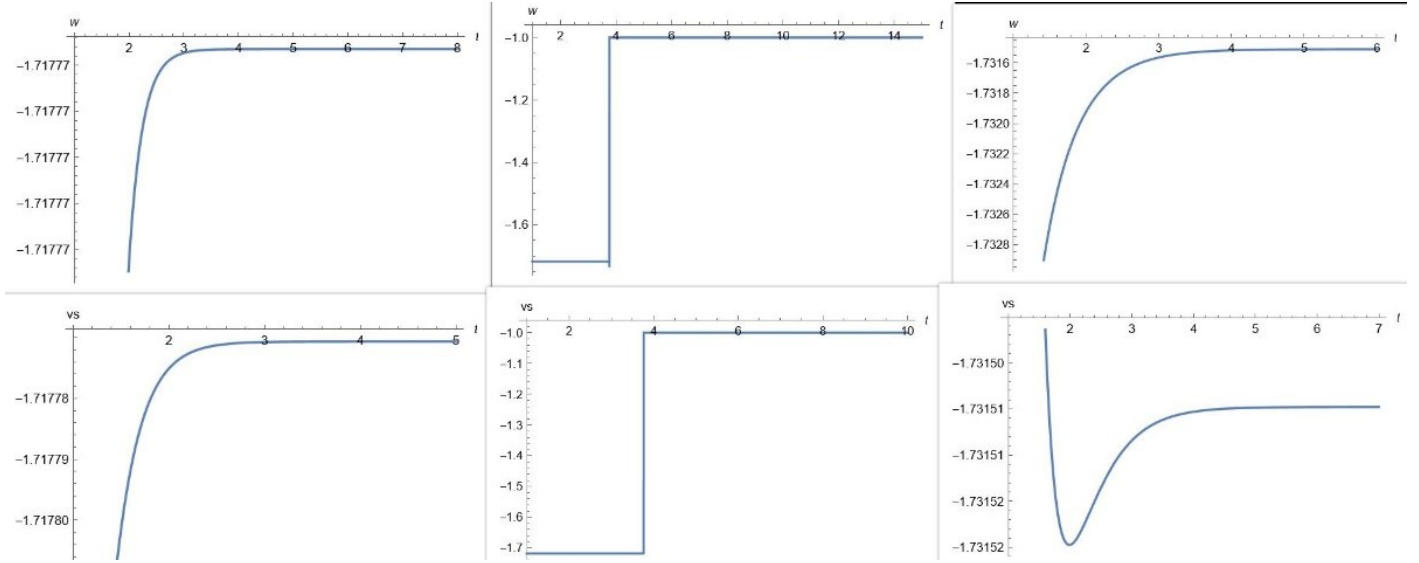 w
t
2 3 4 5 6 7 8
−1.71777
−1.71777
−1.71777
−1.71777
−1.71777
w
t
2 4 6 8 10 12 14
−1.0
−1.2
−1.4
−1.6
w
t
2 3 4 5 6
−1.7316
−1.7318
−1.7320
−1.7322
−1.7324
−1.7326
−1.7328
vs
t
2 3 4 5
−1.71778
−1.71779
−1.71780
vs
t
2 4 6 8 10
−1.0
−1.1
−1.2
−1.3
−1.4
−1.5
−1.6
−1.7
vs
t
2 3 4 5 6 7
−1.73150
−1.73151
−1.73151
−1.73152
−1.73152